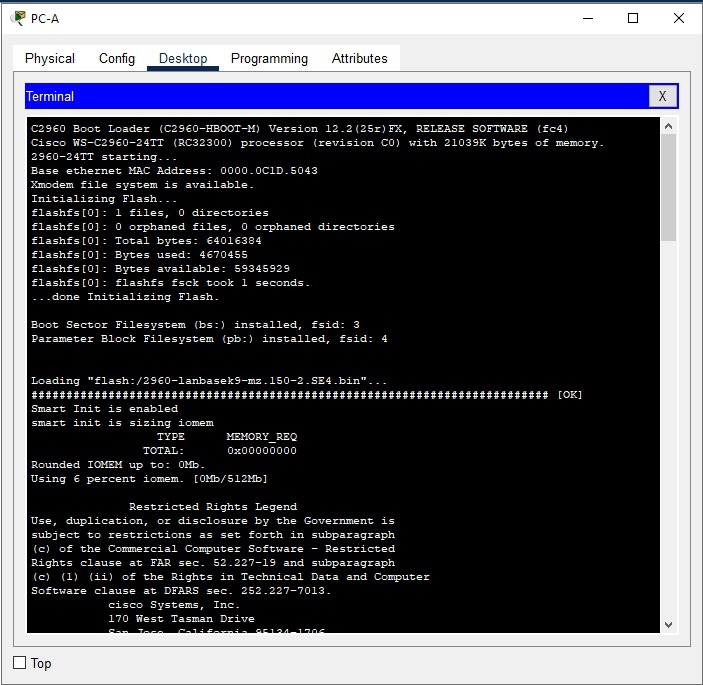 PC-A
Physical Config Desktop Programming Attributes
Terminal X
C2960 Boot Loader (C2960-HBOOT-M) Version 12.2(25r)FX, RELEASE SOFTWARE (fc4)
Cisco WS-C2960-24TT (RC32300) processor (revision C0) with 21039K bytes of memory.
2960-24TT starting...
Base ethernet MAC Address: 0000.0C1D.5043
Xmodem file system is available.
Initializing Flash...
flashfs[0]: 1 files, 0 directories
flashfs[0]: 0 orphaned files, 0 orphaned directories
flashfs[0]: Total bytes: 64016384
flashfs[0]: Bytes used: 4670455
flashfs[0]: Bytes available: 59345929
flashfs[0]: flashfs fsck took 1 seconds.
...done Initializing Flash.
Boot Sector Filesystem (bs:) installed, fsid: 3
Parameter Block Filesystem (pb:) installed, fsid: 4
Loading "flash:/2960-lanbasek9-mz.150-2.SE4.bin"...
########################################################################## [OK]
Smart Init is enabled
smart init is sizing iomem
TYPE MEMORY_REQ
TOTAL: 0x00000000
Rounded IOMEM up to: 0Mb.
Using 6 percent iomem. [0Mb/512Mb]
Restricted Rights Legend
Use, duplication, or disclosure by the Government is
subject to restrictions as set forth in subparagraph
(c) of the Commercial Computer Software - Restricted
Rights clause at FAR sec. 52.227-19 and subparagraph
(c) (1) (ii) of the Rights in Technical Data and Computer
Software clause at DFARS sec. 252.227-7013.
cisco Systems, Inc.
170 West Tasman Drive
San Jose, California 95134-1706
Top